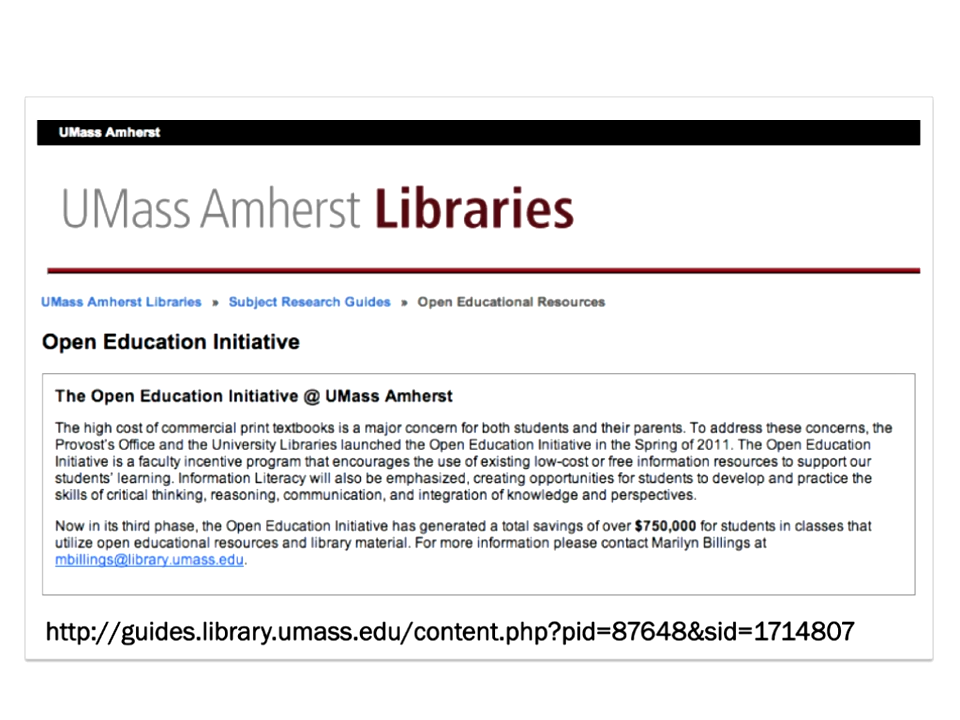 UMass Amherst
UMass Amherst Libraries
UMass Amherst Libraries » Subject Research Guides » Open Educational Resources
Open Education Initiative
The Open Education Initiative @ UMass Amherst
The high cost of commercial print textbooks is a major concern for both students and their parents. To address these concerns, the
Provost's Office and the University Libraries launched the Open Education Initiative in the Spring of 2011. The Open Education
Initiative is a faculty incentive program that encourages the use of existing low-cost or free information resources to support our
students' learning. Information Literacy will also be emphasized, creating opportunities for students to develop and practice the
skills of critical thinking, reasoning, communication, and integration of knowledge and perspectives.
Now in its third phase, the Open Education Initiative has generated a total savings of over $750,000 for students in classes that
utilize open educational resources and library material. For more information please contact Marilyn Billings at
mbillings@library.umass.edu.
http://guides.library.umass.edu/content.php?pid=87648&sid=1714807